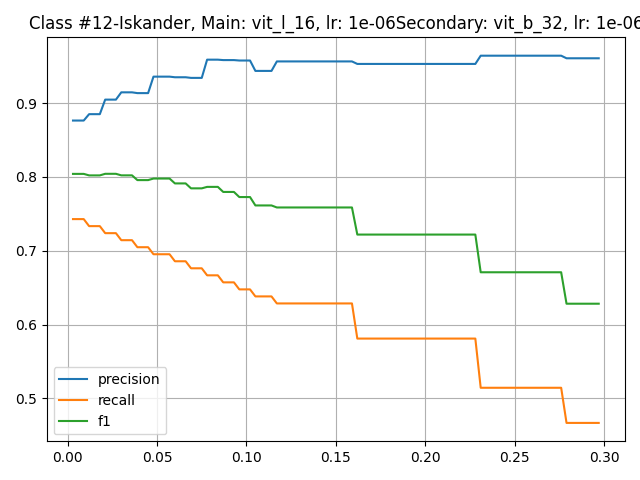 Class #12-Iskander, Main: vit_l_16, lr: 1e-06Secondary: vit_b_32, lr: 1e-06
0.9
0.8
0.7
0.6
0.5
precision
recall
f1
0.00 0.05 0.10 0.15 0.20 0.25 0.30